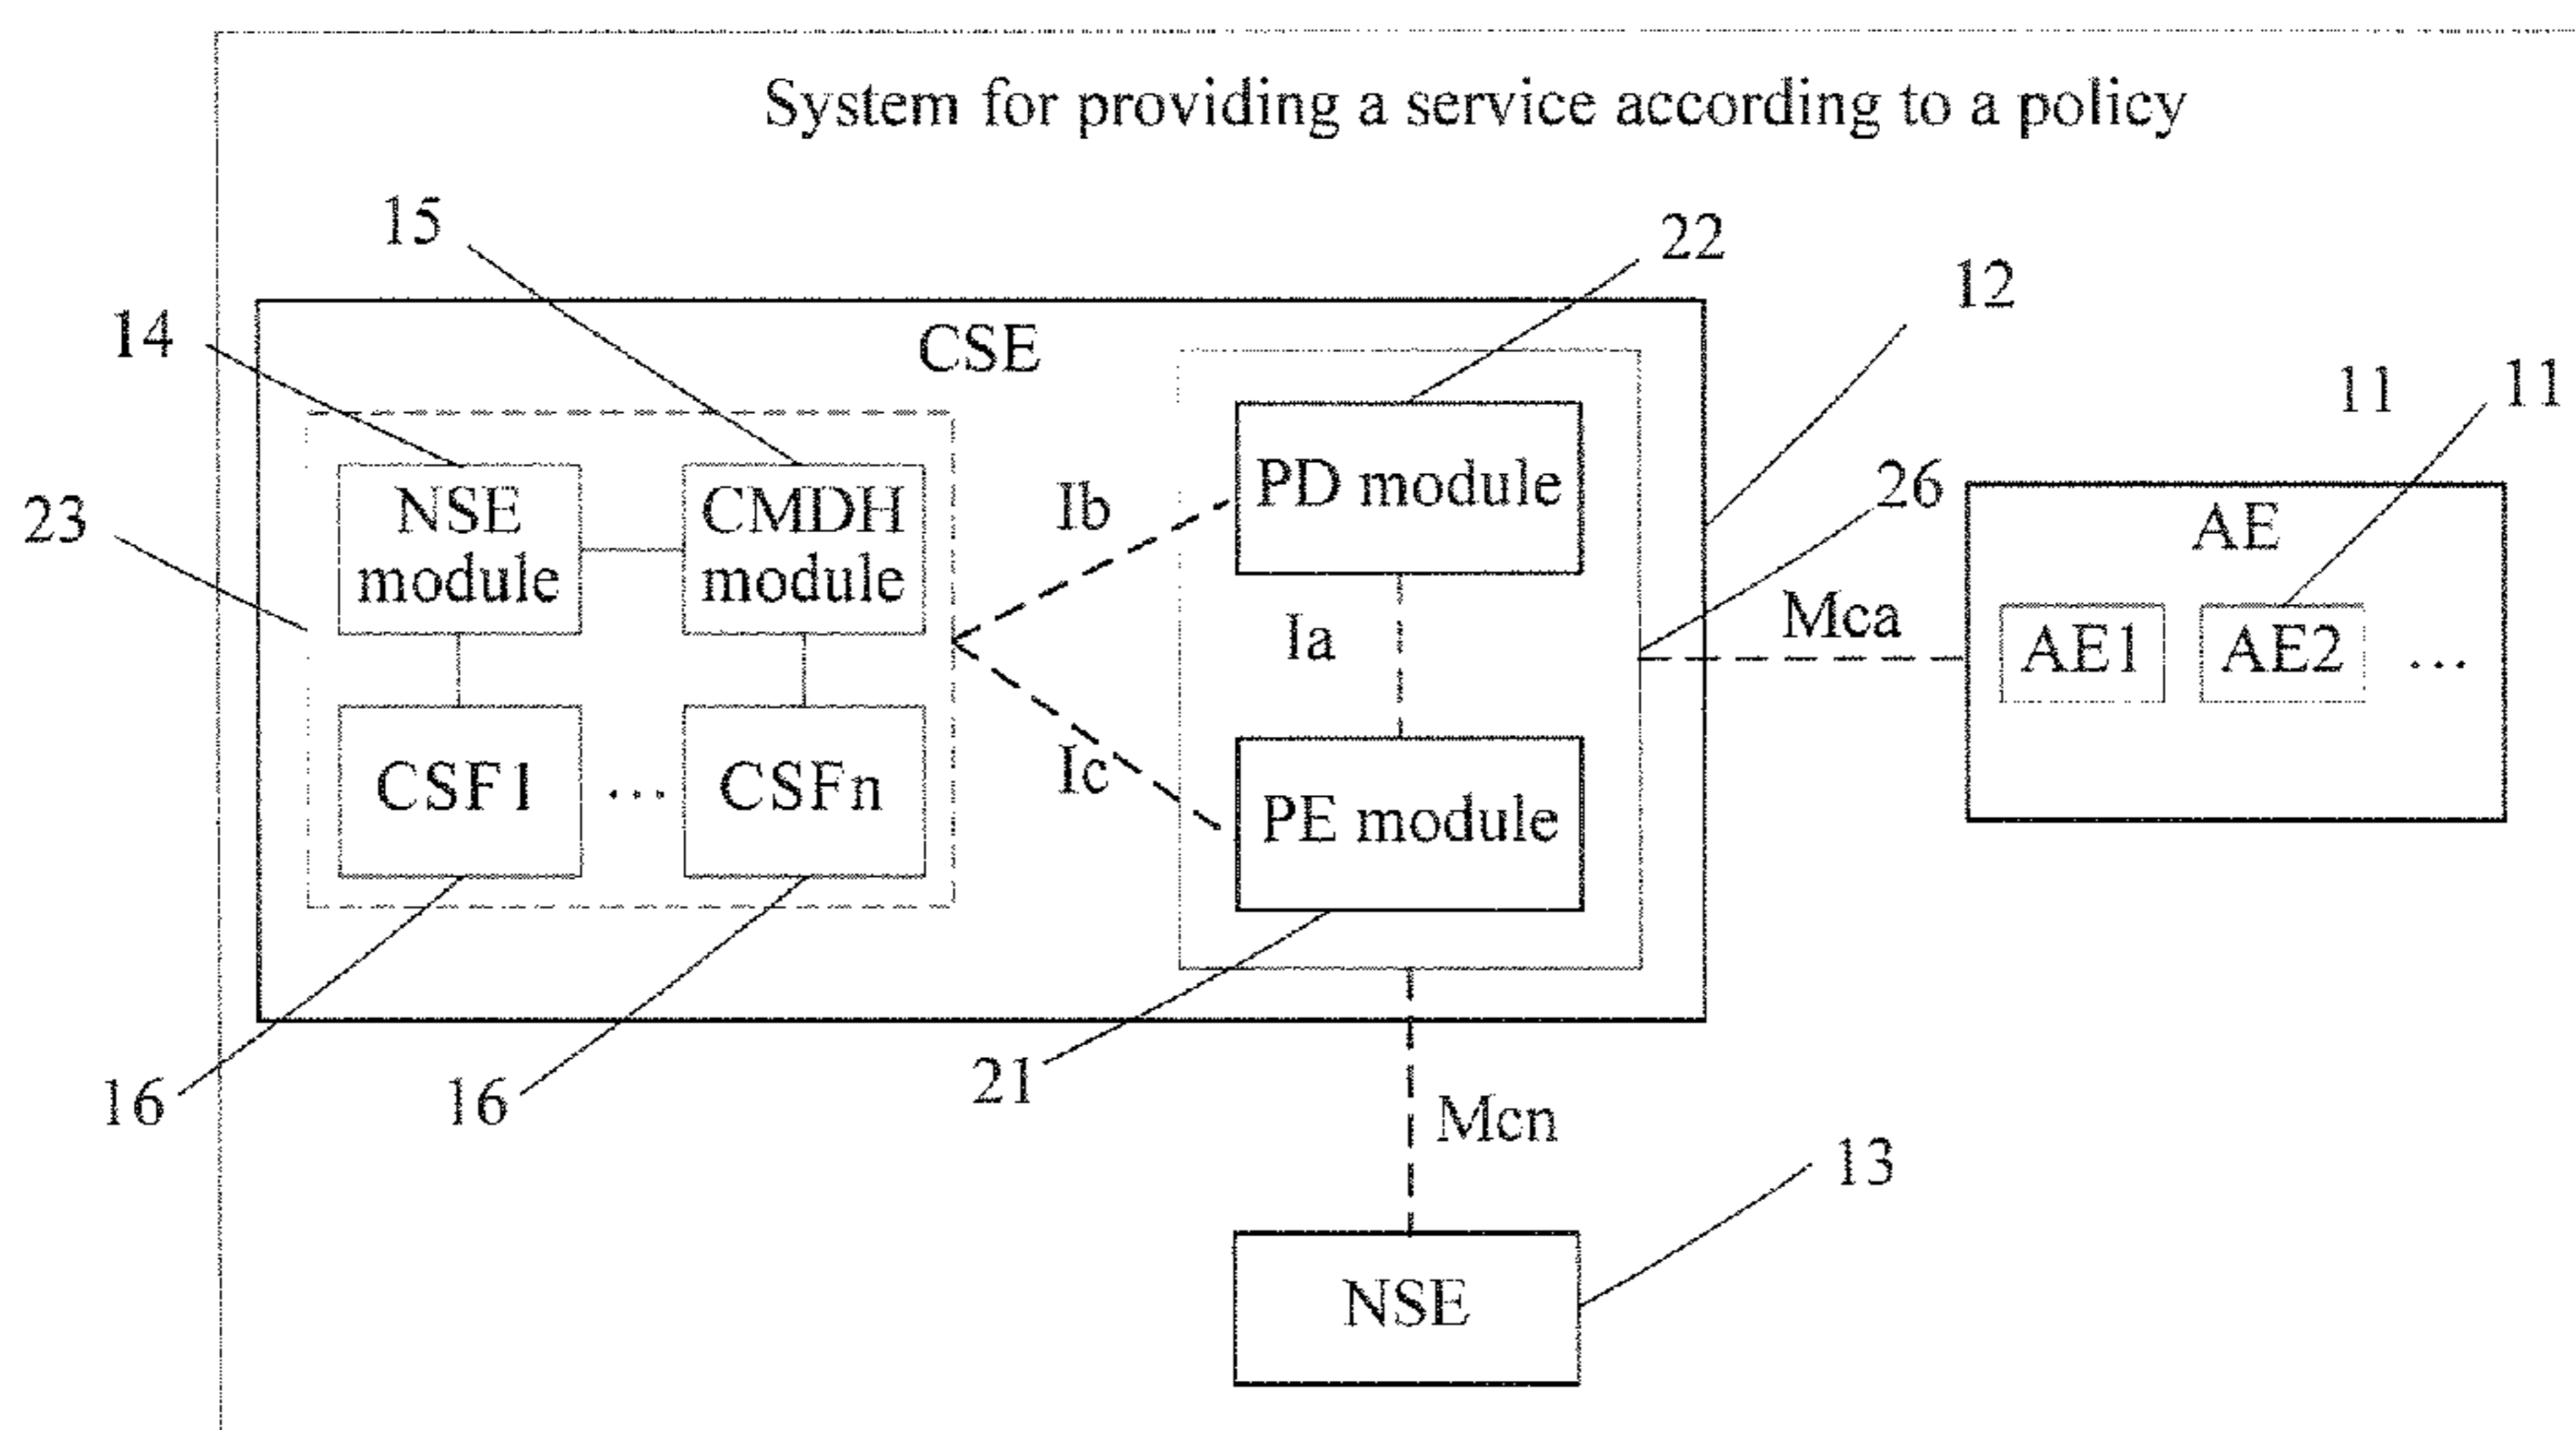 System for providing a service according to a policy
15
22
12
14
CSE
11
11
23
NSE
module
CMDH
module
Ib
PD module
26
AE
Ia
Mca
AE1
AE2
...
CSF1
...
CSFn
Ic
PE module
16
16
21
Mcn
13
NSE